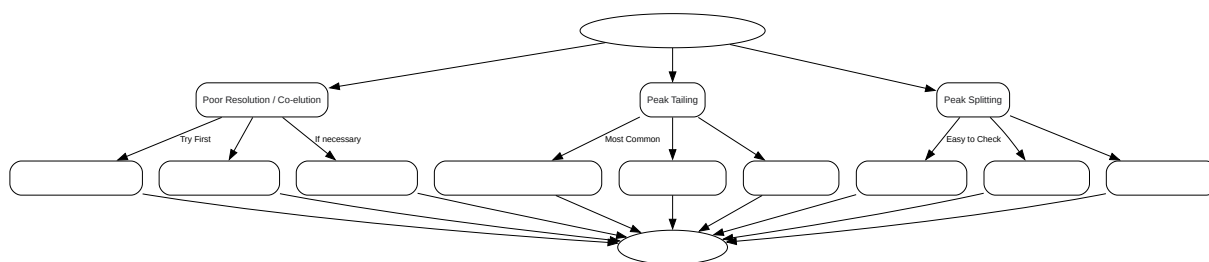 Poor Resolution / Co-elution
Peak Tailing
Peak Splitting
Try First
If necessary
Most Common
Easy to Check